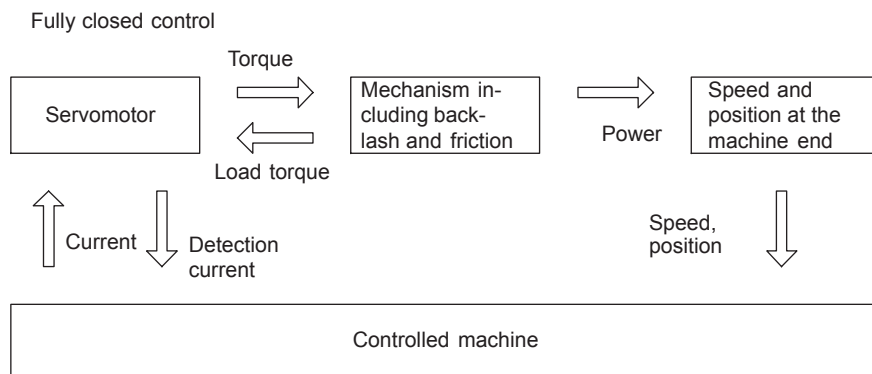 Fully closed control
Torque
Servomotor
Mechanism in-
cluding back-
lash and friction
Speed and
position at the
machine end
Load torque
Power
Current
Detection
current
Speed,
position
Controlled machine